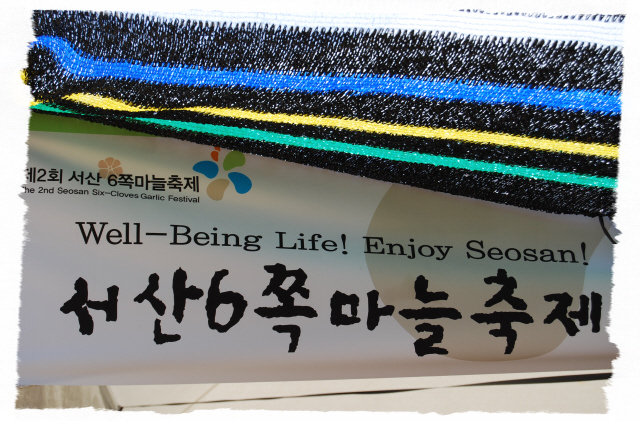 제2회 서산 6쪽마늘축제
The 2nd Seosan Six-Cloves Garlic Festival
Well-Being Life! Enjoy Seosan!
서산6쪽마늘축제